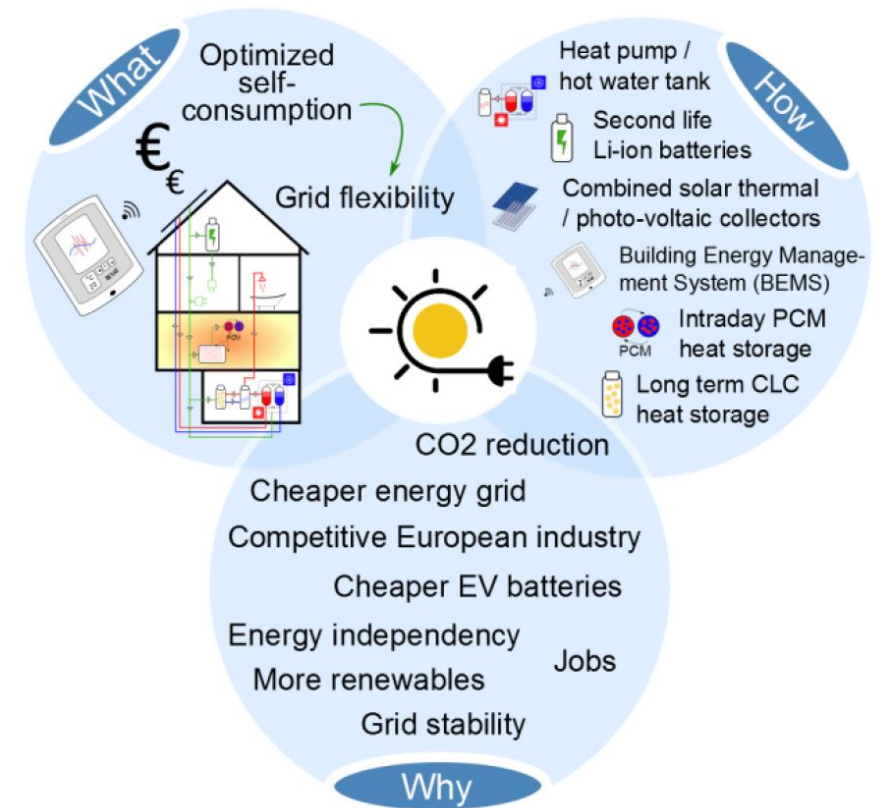 What
Optimized
self-
consumption
Grid flexibility
€
€
PCM
How
Heat pump /
hot water tank
Second life
Li-ion batteries
Combined solar thermal
/ photo-voltaic collectors
Building Energy Manage-
ment System (BEMS)
Intraday PCM
heat storage
PCM
Long term CLC
heat storage
CO2 reduction
Cheaper energy grid
Competitive European industry
Cheaper EV batteries
Energy independency
Jobs
More renewables
Grid stability
Why